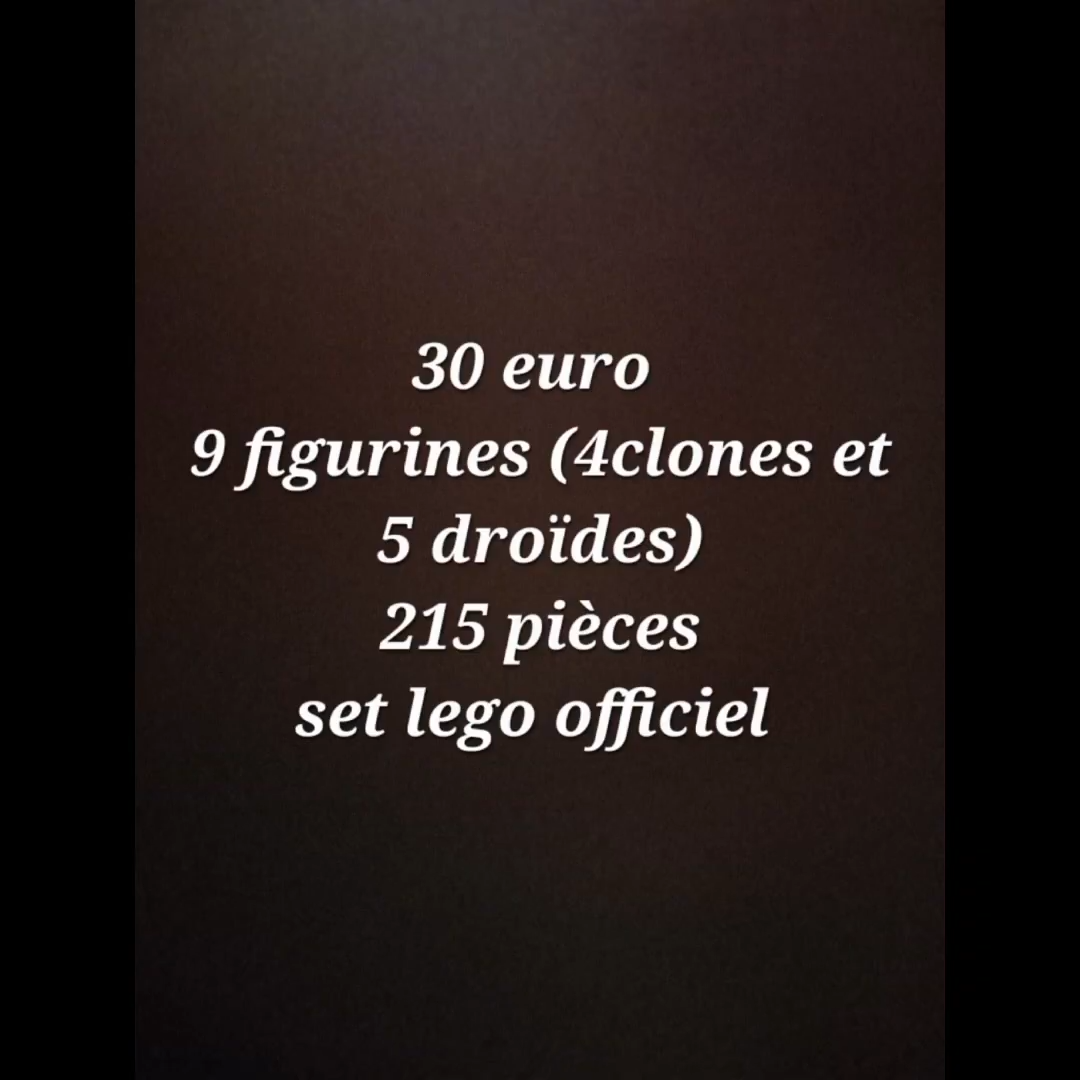 30 euro
9 figurines (4clones et
5 droïdes)
215 pièces
set lego officiel